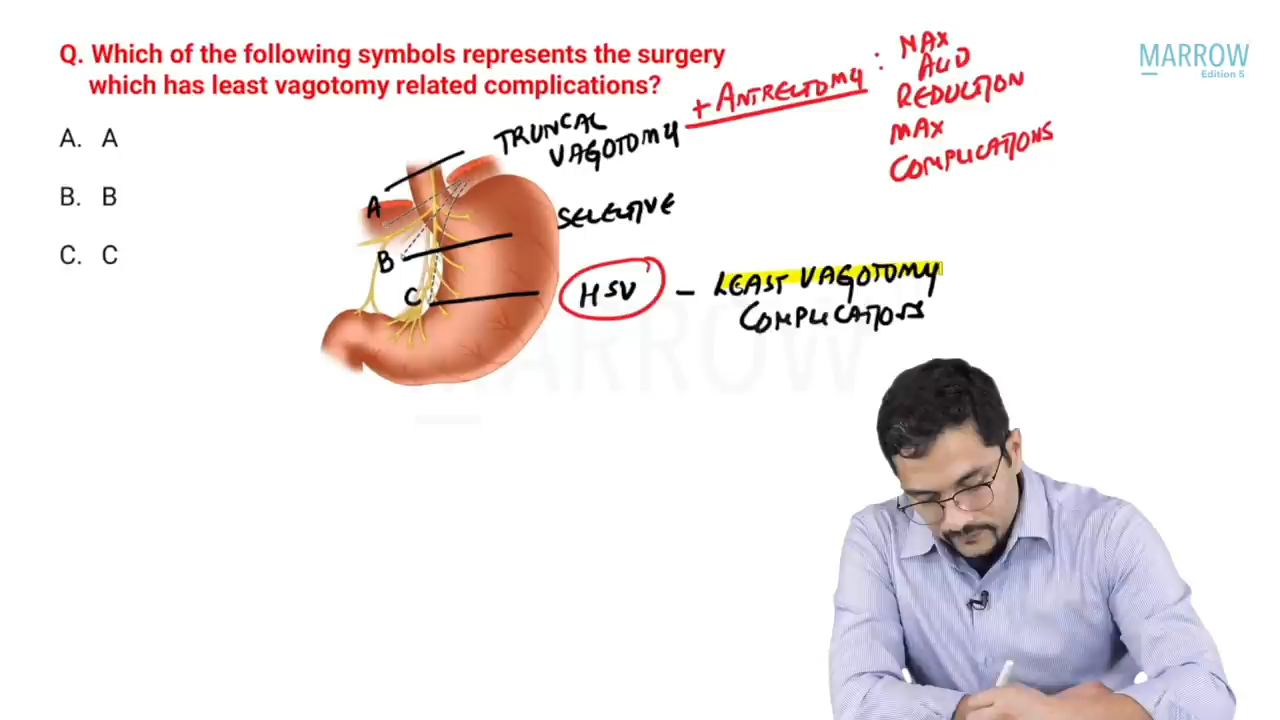 Q. Which of the following symbols represents the surgery
which has least vagotomy related complications?
A. A
B. B
C. C
MARROW
Edition 5
+ ANTRECTOMY :
MAX
ACID
REDUCTION
MAX
COMPLICATIONS
TRUNCAL
VAGOTOMY
A
SELECTIVE
B
C
HSV - LEAST VAGOTOMY
COMPLICATIONS
MARROW